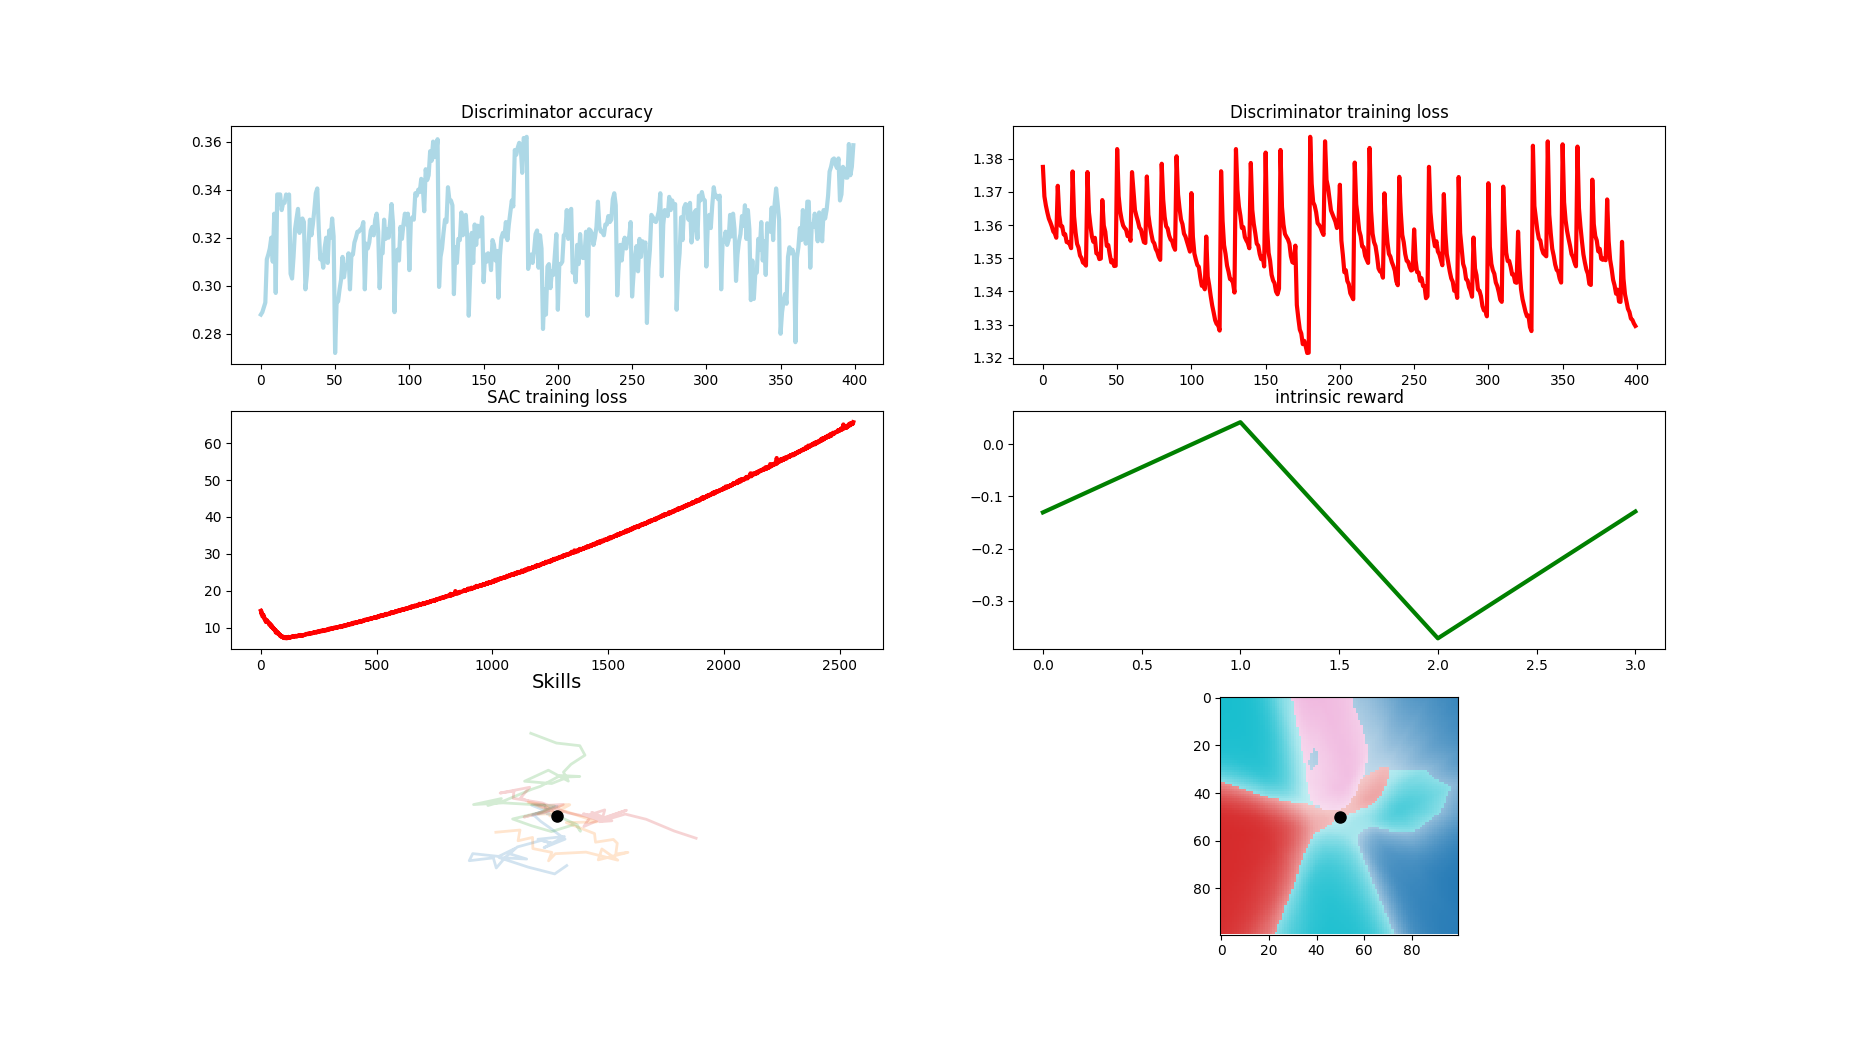 Discriminator accuracy
0.36
0.34
0.32
0.30
0.28
0 50 100 150 200 250 300 350 400
Discriminator training loss
1.38
1.37
1.36
1.35
1.34
1.33
1.32
0 50 100 150 200 250 300 350 400
SAC training loss
60
50
40
30
20
10
0 500 1000 1500 2000 2500
intrinsic reward
0.0
−0.1
−0.2
−0.3
0.0 0.5 1.0 1.5 2.0 2.5 3.0
Skills
0
20
40
60
80
0 20 40 60 80